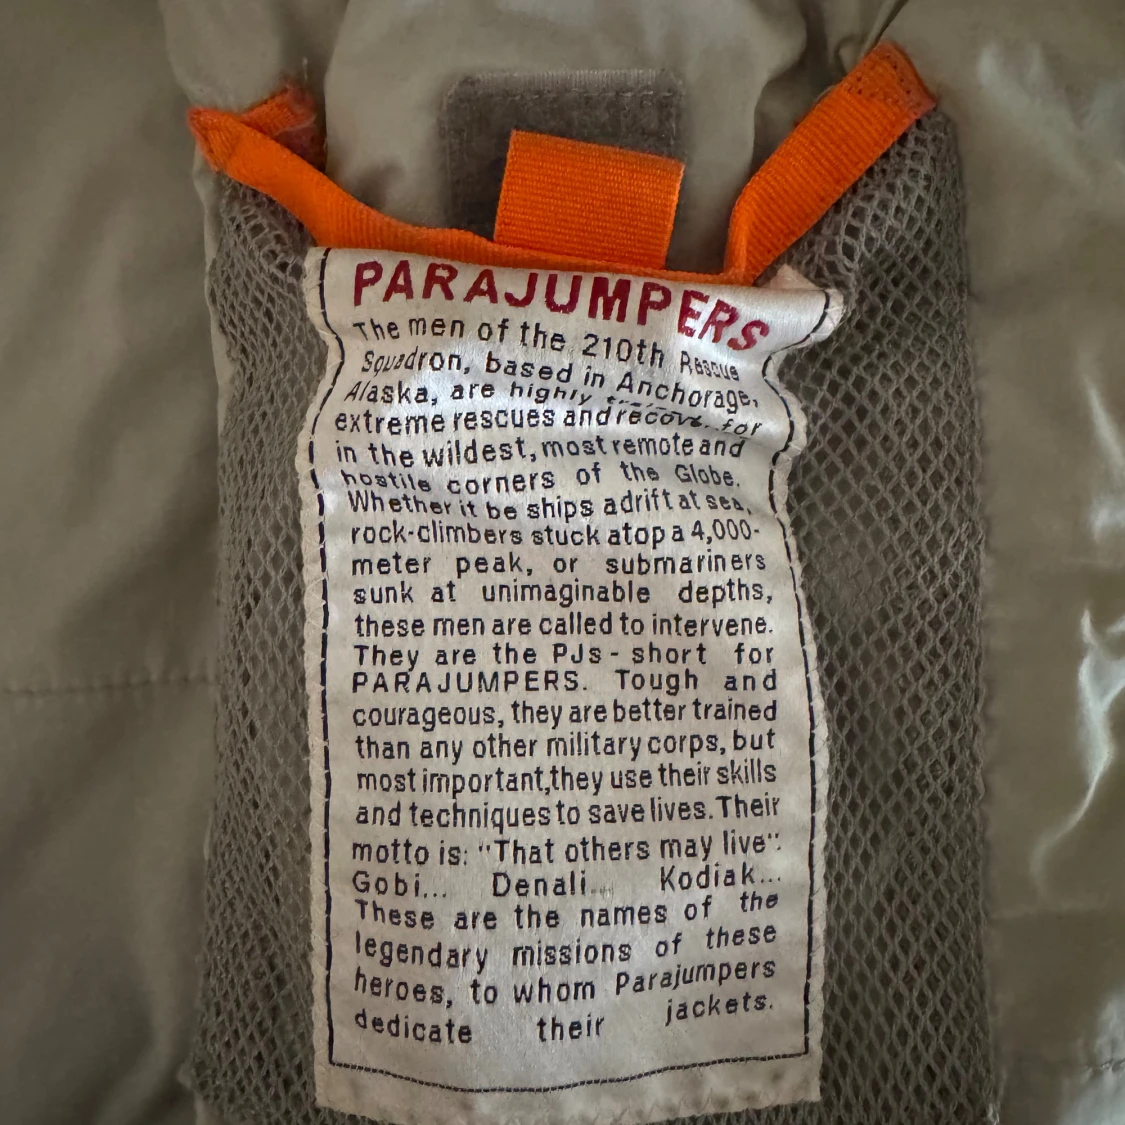 PARAJUMPERS
The men of the 210th Rescue
Squadron, based in Anchorage,
Alaska, are highly
extreme rescues and for
in the wildest, most remote and
hostile corners of the Globe.
Whether it be ships adrift at sea,
rock-climbers stuck atop a 4,000-
meter peak, or submariners
sunk at unimaginable depths,
these men are called to intervene.
They are the PJs - short for
PARAJUMPERS. Tough and
courageous, they are better trained
than any other military corps, but
most important,they use their skills
and techniques to save lives. Their
motto is: "That others may live".
Gobi... Denali... Kodiak...
These are the names of the
legendary missions of these
heroes, to whom Parajumpers
dedicate their jackets.